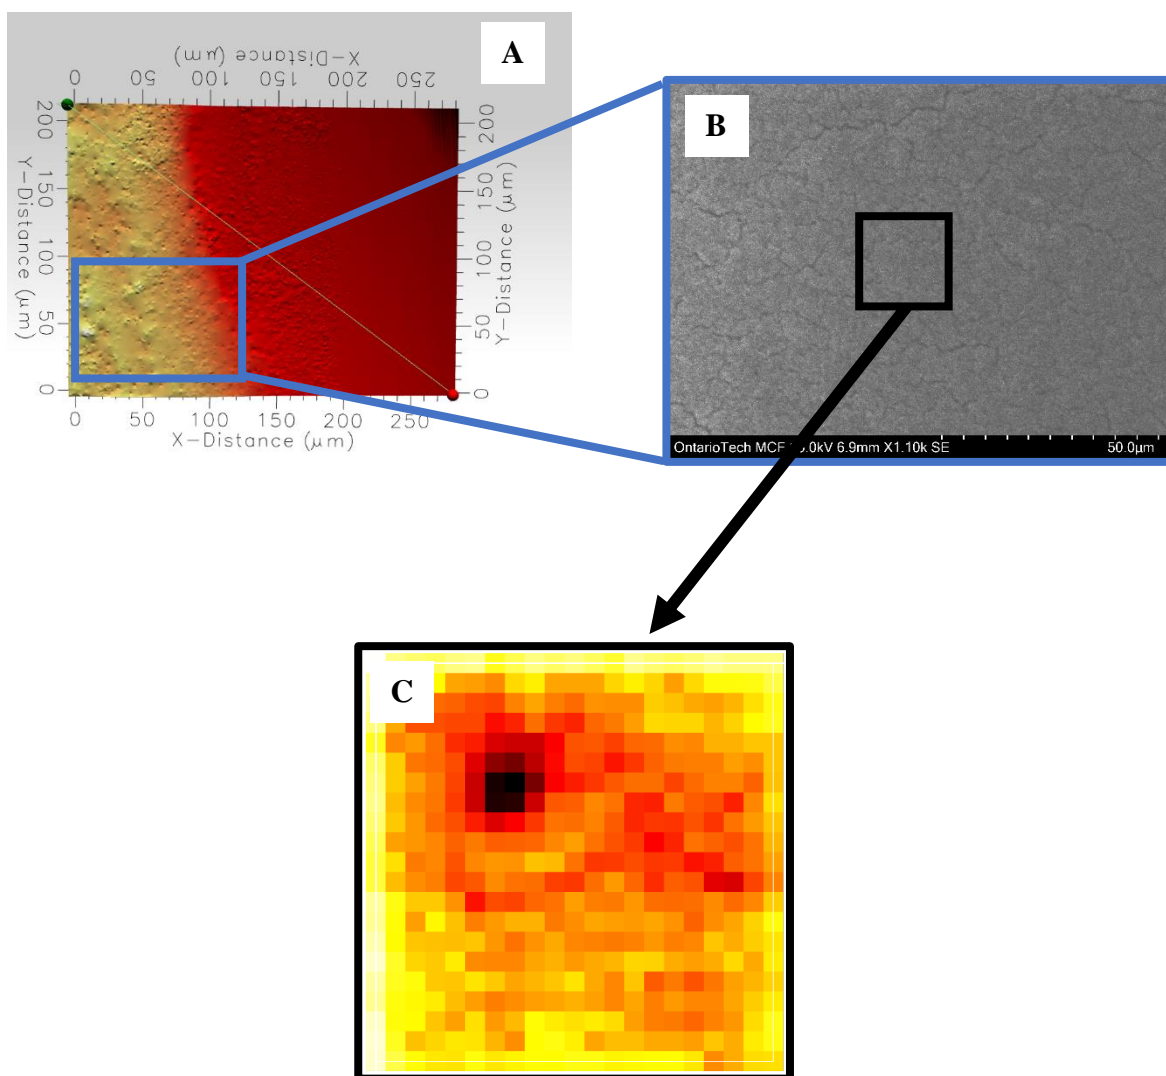 A
X-Distance (μm)
0 50 100 150 200 250
200 150 100 50 0
Y-Distance (μm)
200 150 100 50 0
Y-Distance (μm)
0 50 100 150 200 250
X-Distance (μm)
B
OntarioTech MCF .0kV 6.9mm X1.10k SE 50.0μm
C